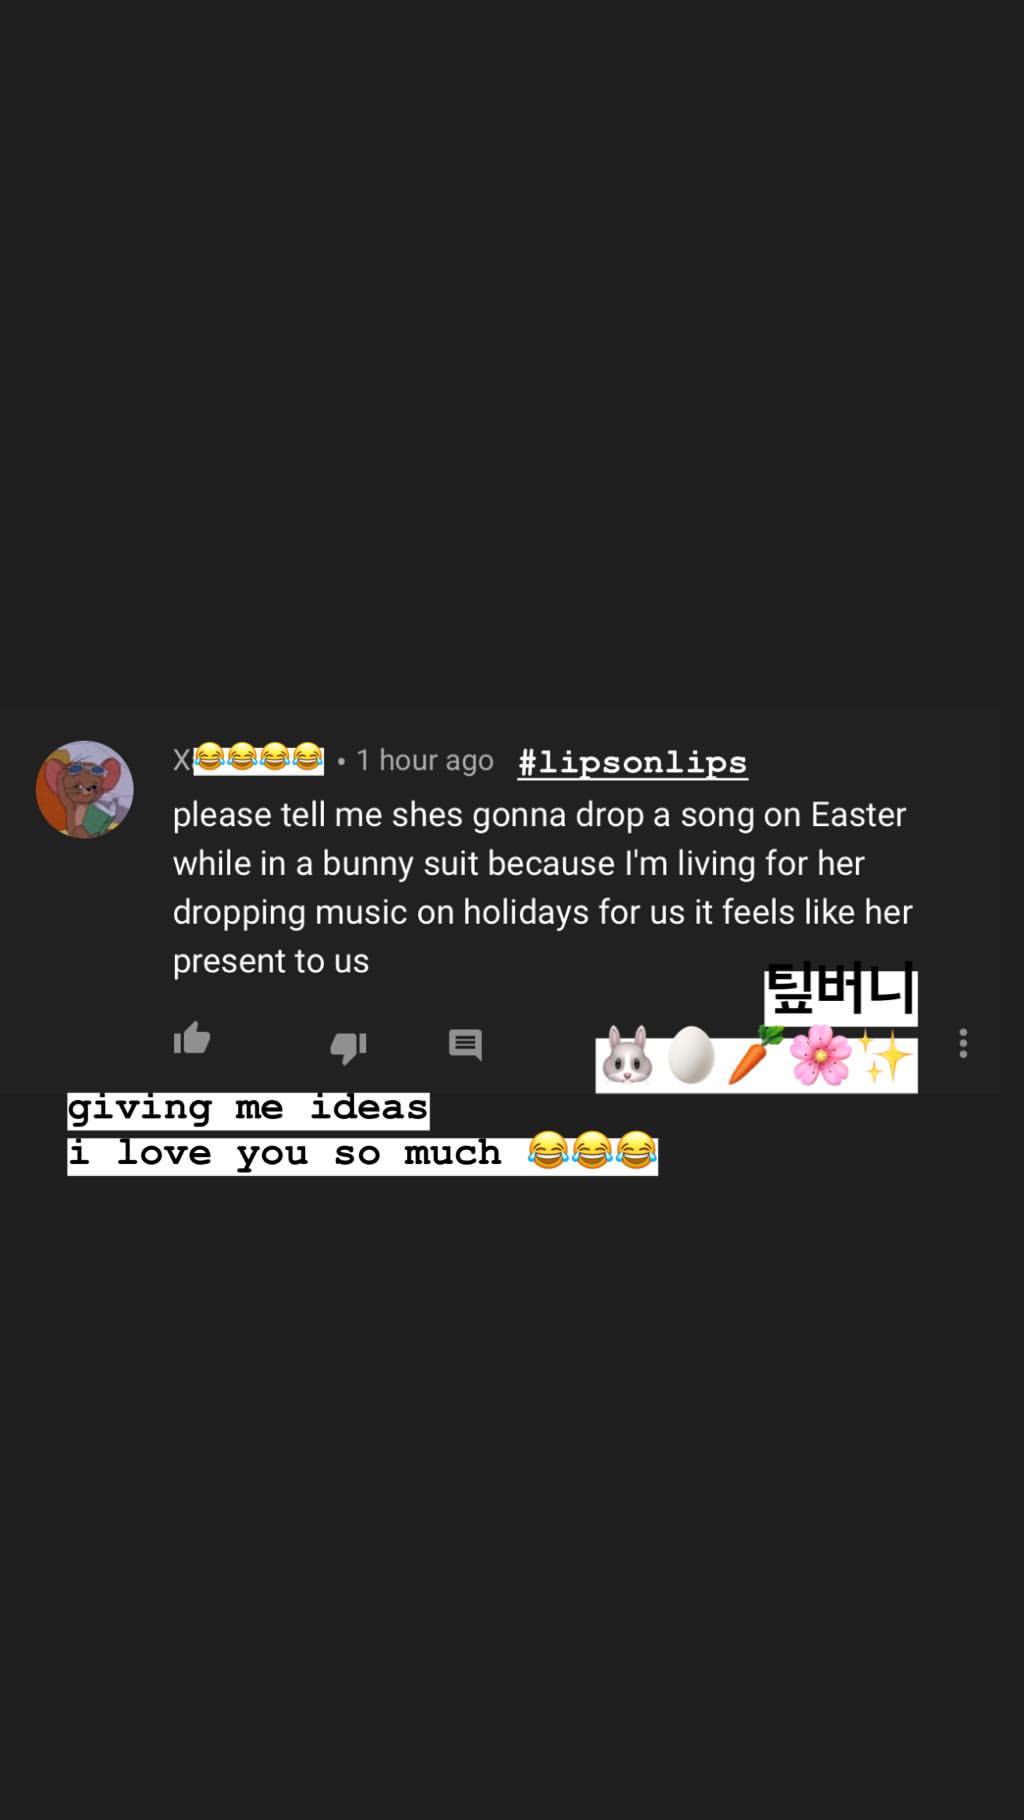 X😂😂😂😂 • 1 hour ago #lipsonlips
please tell me shes gonna drop a song on Easter
while in a bunny suit because I'm living for her
dropping music on holidays for us it feels like her
present to us
팊버니
🐰🥚🥕🌸✨
giving me ideas
i love you so much 😂😂😂